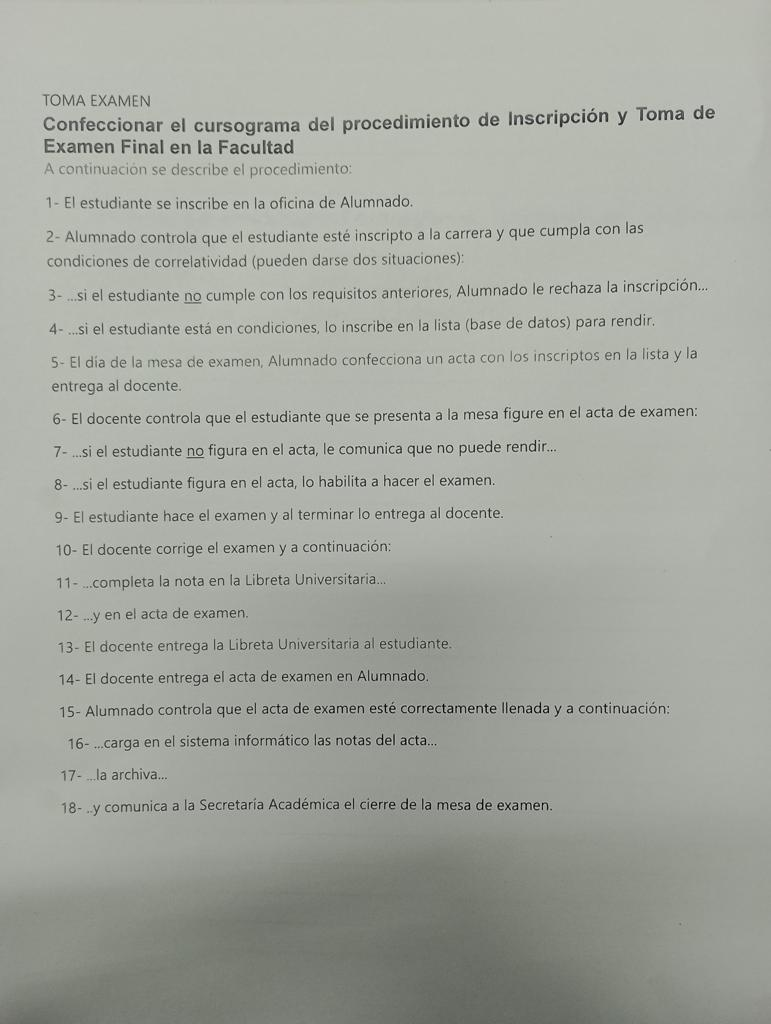 TOMA EXAMEN
Confeccionar el cursograma del procedimiento de Inscripción y Toma de
Examen Final en la Facultad
A continuación se describe el procedimiento:
1- El estudiante se inscribe en la oficina de Alumnado.
2- Alumnado controla que el estudiante esté inscripto a la carrera y que cumpla con las
condiciones de correlatividad (pueden darse dos situaciones):
3- ...si el estudiante no cumple con los requisitos anteriores, Alumnado le rechaza la inscripción...
4- ...si el estudiante está en condiciones, lo inscribe en la lista (base de datos) para rendir.
5- El día de la mesa de examen, Alumnado confecciona un acta con los inscriptos en la lista y la
entrega al docente.
6- El docente controla que el estudiante que se presenta a la mesa figure en el acta de examen:
7- ...si el estudiante no figura en el acta, le comunica que no puede rendir...
8- ...si el estudiante figura en el acta, lo habilita a hacer el examen.
9- El estudiante hace el examen y al terminar lo entrega al docente.
10- El docente corrige el examen y a continuación:
11- ...completa la nota en la Libreta Universitaria...
12- ...y en el acta de examen.
13- El docente entrega la Libreta Universitaria al estudiante.
14- El docente entrega el acta de examen en Alumnado.
15- Alumnado controla que el acta de examen esté correctamente llenada y a continuación:
16- ...carga en el sistema informático las notas del acta...
17- ...la archiva...
18- ..y comunica a la Secretaría Académica el cierre de la mesa de examen.